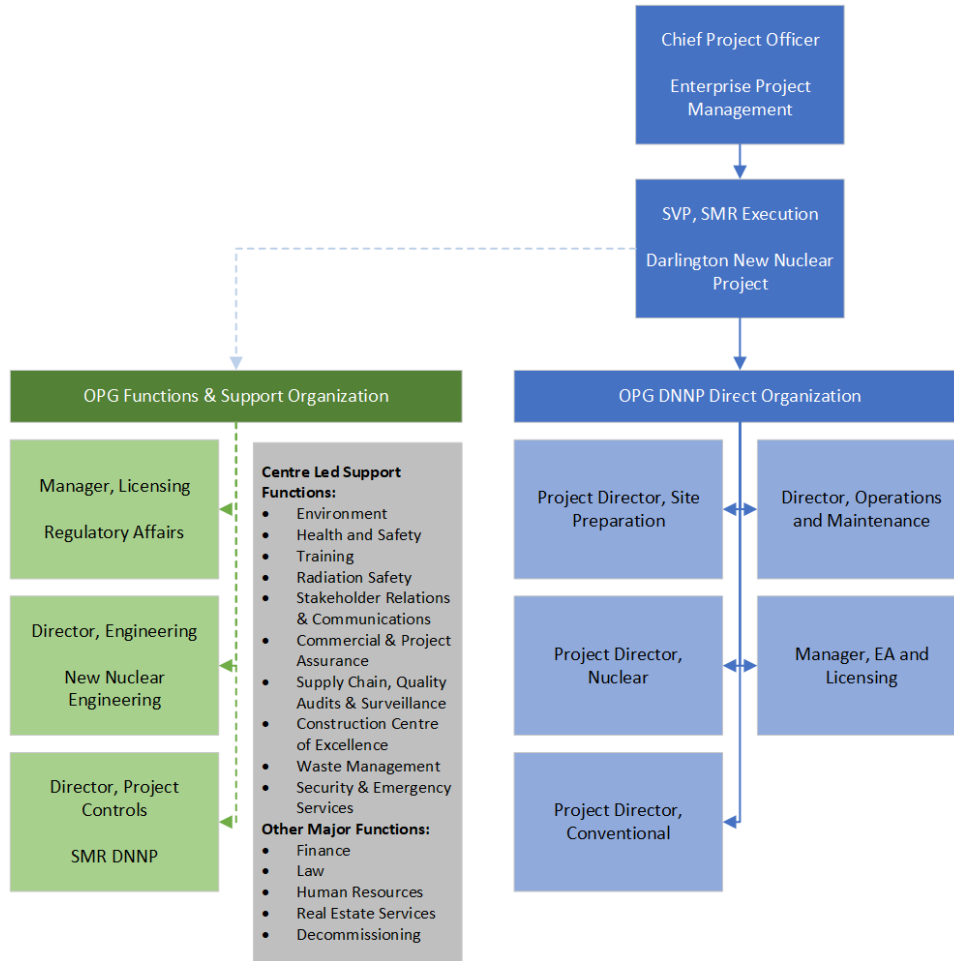 Chief Project Officer
Enterprise Project
Management
SVP, SMR Execution
Darlington New Nuclear
Project
OPG Functions & Support Organization
Manager, Licensing
Regulatory Affairs
Director, Engineering
New Nuclear
Engineering
Director, Project
Controls
SMR DNNP
Centre Led Support
Functions:
• Environment
• Health and Safety
• Training
• Radiation Safety
• Stakeholder Relations
& Communications
• Commercial & Project
Assurance
• Supply Chain, Quality
Audits & Surveillance
• Construction Centre
of Excellence
• Waste Management
• Security & Emergency
Services
Other Major Functions:
• Finance
• Law
• Human Resources
• Real Estate Services
• Decommissioning
OPG DNNP Direct Organization
Project Director, Site
Preparation
Director, Operations
and Maintenance
Project Director,
Nuclear
Manager, EA and
Licensing
Project Director,
Conventional